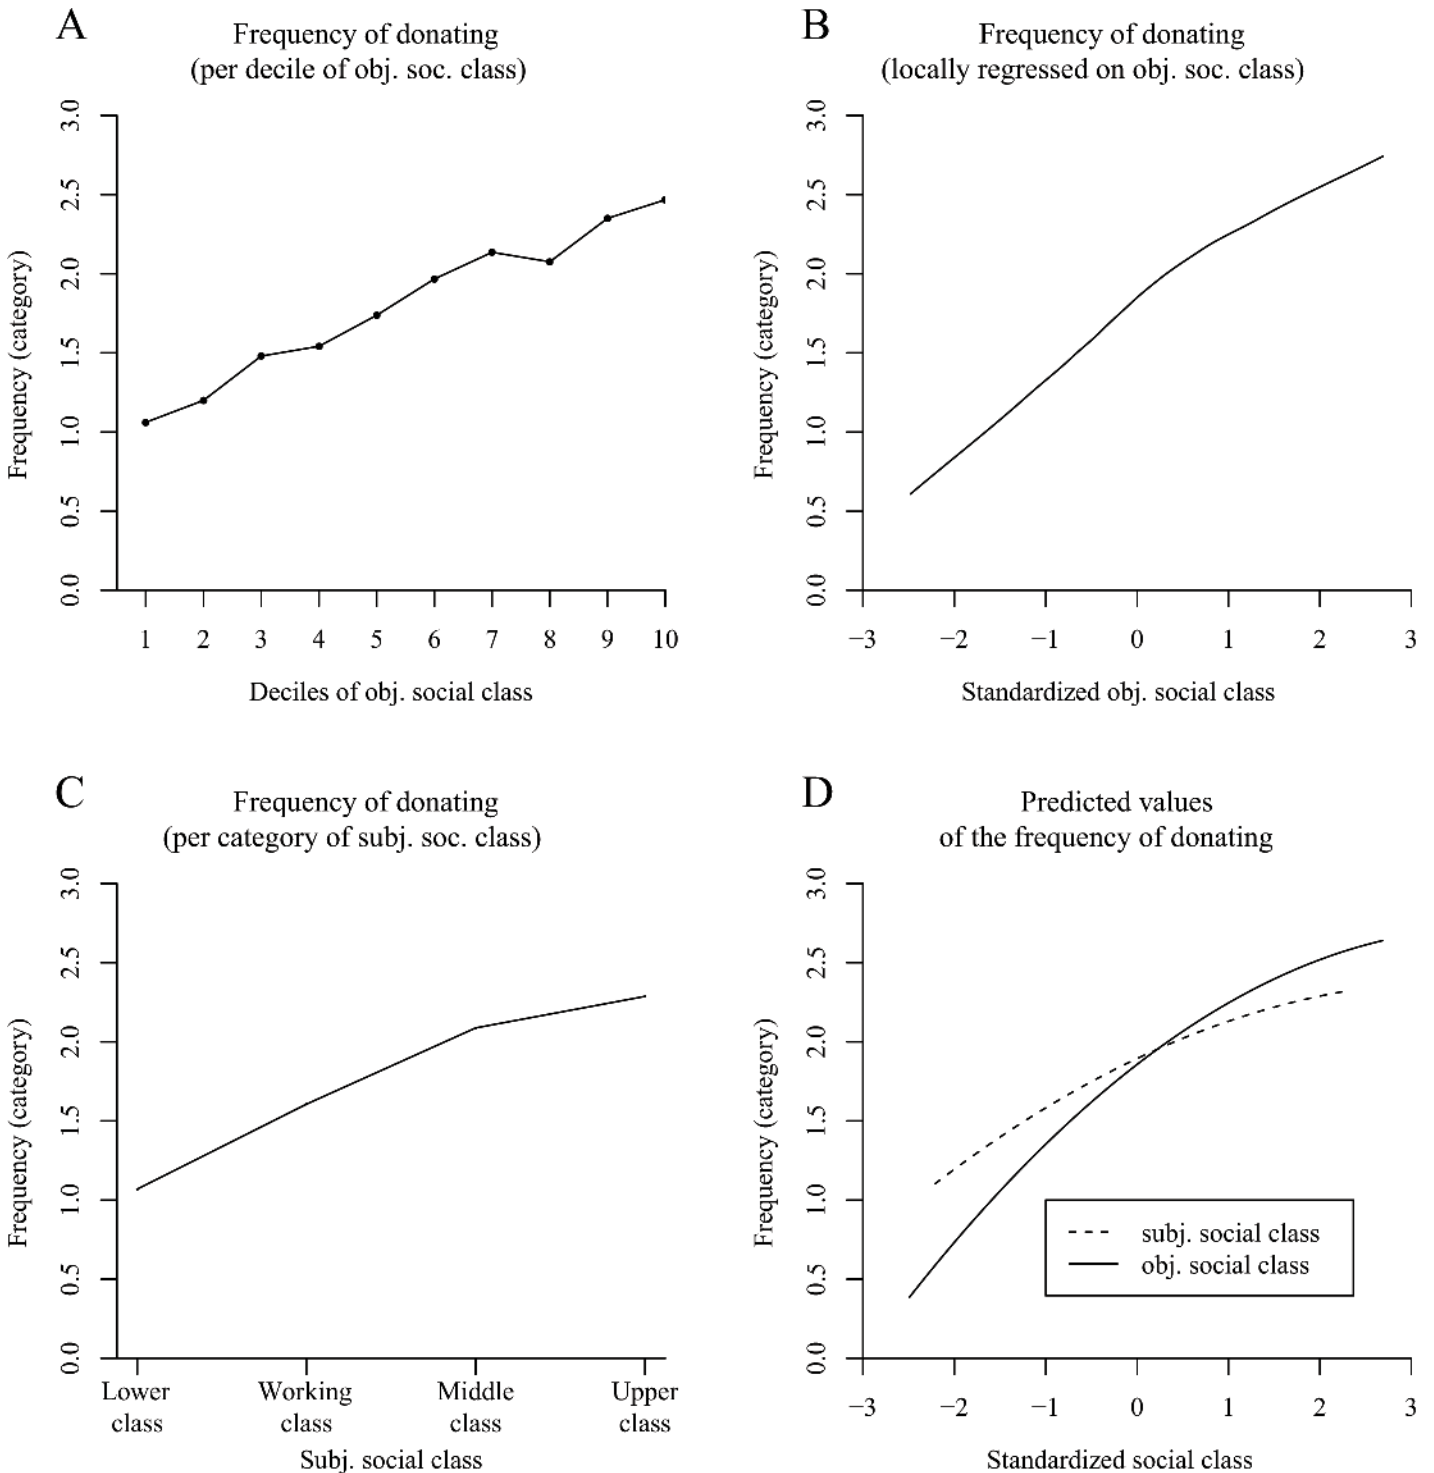 A
Frequency of donating
(per decile of obj. soc. class)
Frequency (category)
3.0
2.5
2.0
1.5
1.0
0.5
0.0
1 2 3 4 5 6 7 8 9 10
Deciles of obj. social class
B
Frequency of donating
(locally regressed on obj. soc. class)
Frequency (category)
3.0
2.5
2.0
1.5
1.0
0.5
0.0
−3 −2 −1 0 1 2 3
Standardized obj. social class
C
Frequency of donating
(per category of subj. soc. class)
Frequency (category)
3.0
2.5
2.0
1.5
1.0
0.5
0.0
Lower Working Middle Upper
class class class class
Subj. social class
D
Predicted values
of the frequency of donating
Frequency (category)
3.0
2.5
2.0
1.5
1.0
0.5
0.0
subj. social class
obj. social class
−3 −2 −1 0 1 2 3
Standardized social class